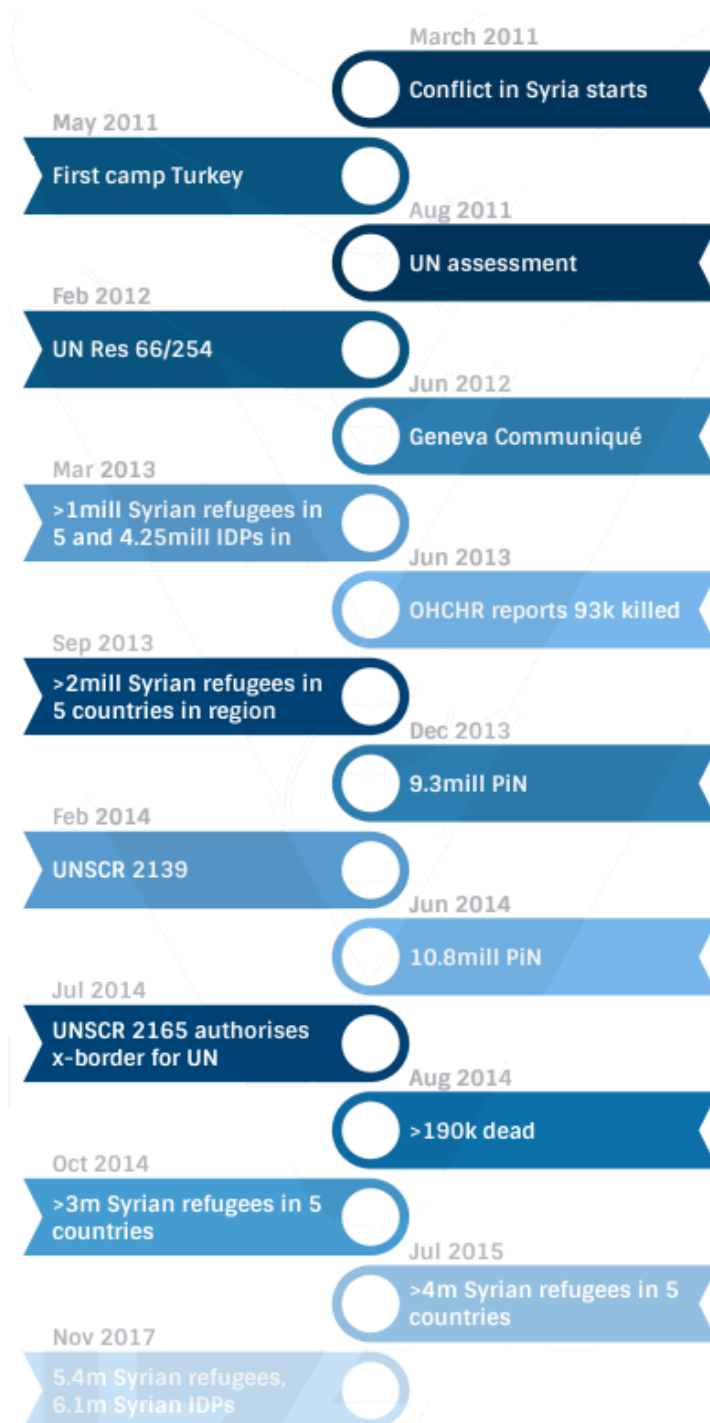 March 2011
Conflict in Syria starts
May 2011
First camp Turkey
Aug 2011
UN assessment
Feb 2012
UN Res 66/254
Jun 2012
Geneva Communiqué
Mar 2013
>1mill Syrian refugees in
5 and 4.25mill IDPs in
Jun 2013
OHCHR reports 93k killed
Sep 2013
>2mill Syrian refugees in
5 countries in region
Dec 2013
9.3mill PiN
Feb 2014
UNSCR 2139
Jun 2014
10.8mill PiN
Jul 2014
UNSCR 2165 authorises
x-border for UN
Aug 2014
>190k dead
Oct 2014
>3m Syrian refugees in 5
countries
Jul 2015
>4m Syrian refugees in 5
countries
Nov 2017
5.4m Syrian refugees,
6.1m Syrian IDPs